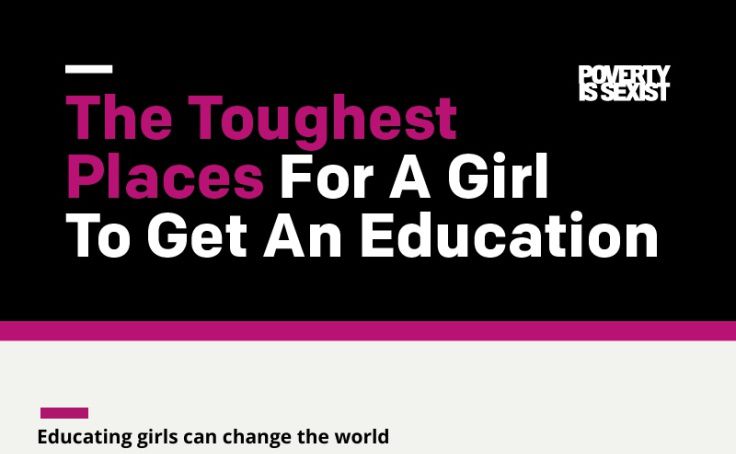 POVERTY
IS SEXIST
The Toughest
Places For A Girl
To Get An Education
Educating girls can change the world